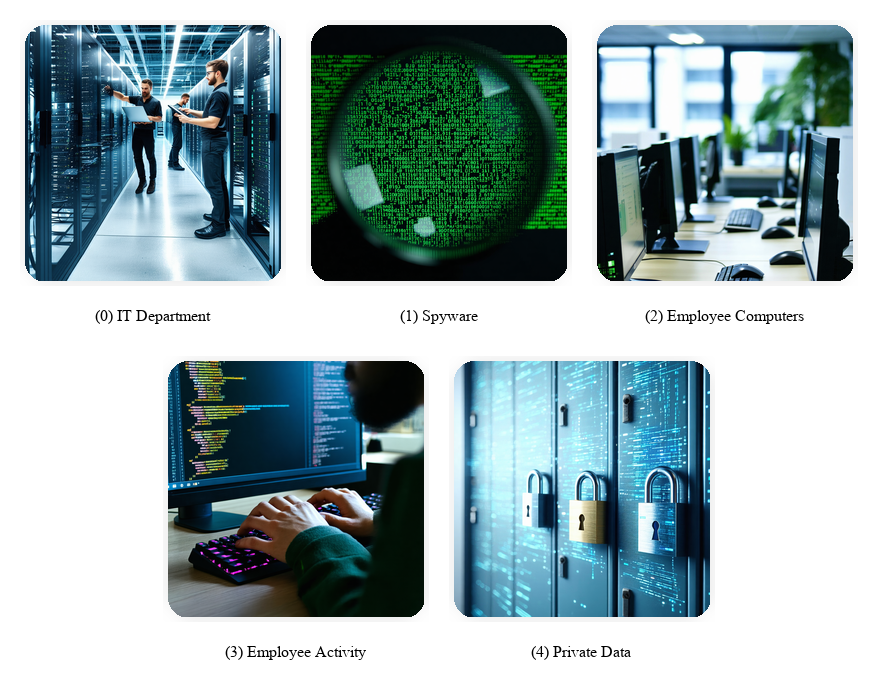 (0) IT Department
(1) Spyware
(2) Employee Computers
(3) Employee Activity
(4) Private Data